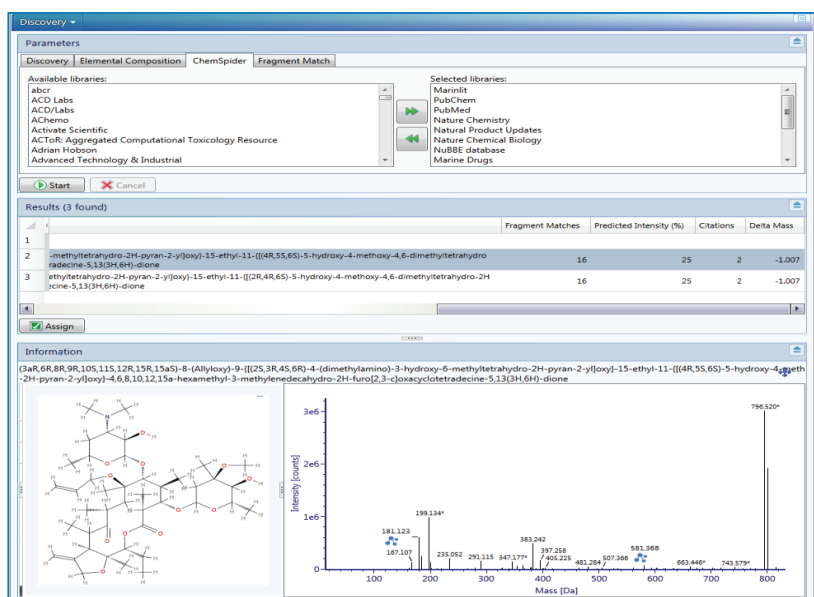 Discovery
Parameters
Discovery Elemental Composition ChemSpider Fragment Match
Available libraries:
abcr
ACD Labs
ACD/Labs
AChemo
Activate Scientific
ACToR: Aggregated Computational Toxicology Resource
Adrian Hobson
Advanced Technology & Industrial
Selected libraries:
Marinlit
PubChem
PubMed
Nature Chemistry
Natural Product Updates
Nature Chemical Biology
NuBBE database
Marine Drugs
Start Cancel
Results (3 found)
Fragment Matches Predicted Intensity (%) Citations Delta Mass
1
2 -methyltetrahydro-2H-pyran-2-yl]oxy}-15-ethyl-11-{[(4R,5S,6S)-5-hydroxy-4-methoxy-4,6-dimethyltetrahydro 16 25 2 -1.007
radecine-5,13(3H,6H)-dione
3 ethyltetrahydro-2H-pyran-2-yl]oxy}-15-ethyl-11-{[(2R,4R,6S)-5-hydroxy-4-methoxy-4,6-dimethyltetrahydro-2H 16 25 2 -1.007
ecine-5,13(3H,6H)-dione
Assign
Information
(3aR,6R,8R,9R,10S,11S,12R,15R,15aS)-8-(Allyloxy)-9-{[(2S,3R,4S,6R)-4-(dimethylamino)-3-hydroxy-6-methyltetrahydro-2H-pyran-2-yl]oxy}-15-ethyl-11-{[(4R,5S,6S)-5-hydroxy-4-meth
-2H-pyran-2-yl]oxy}-4,6,8,10,12,15a-hexamethyl-3-methylenedecahydro-2H-furo[2,3-c]oxacyclotetradecine-5,13(3H,6H)-dione
Intensity [counts]
3e6
2e6
1e6
0
796.520*
199.134*
181.123
167.107
235.052
291.115
347.177*
383.242
397.258
405.225
481.284
507.366
581.368
663.446*
743.579*
100 200 300 400 500 600 700 800
Mass [Da]